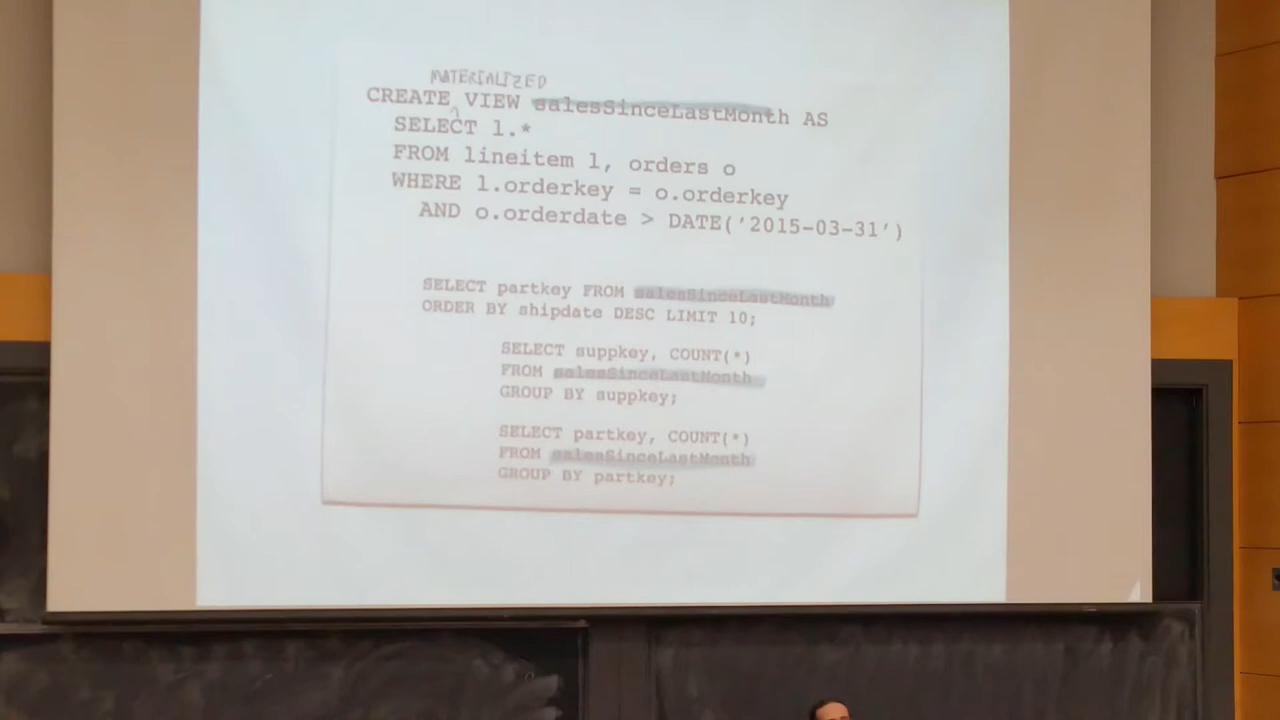 MATERIALIZED
CREATE VIEW salesSinceLastMonth AS
SELECT l.*
FROM lineitem l, orders o
WHERE l.orderkey = o.orderkey
AND o.orderdate > DATE('2015-03-31')
SELECT partkey FROM salesSinceLastMonth
ORDER BY shipdate DESC LIMIT 10;
SELECT suppkey, COUNT(*)
FROM salesSinceLastMonth
GROUP BY suppkey;
SELECT partkey, COUNT(*)
FROM salesSinceLastMonth
GROUP BY partkey;